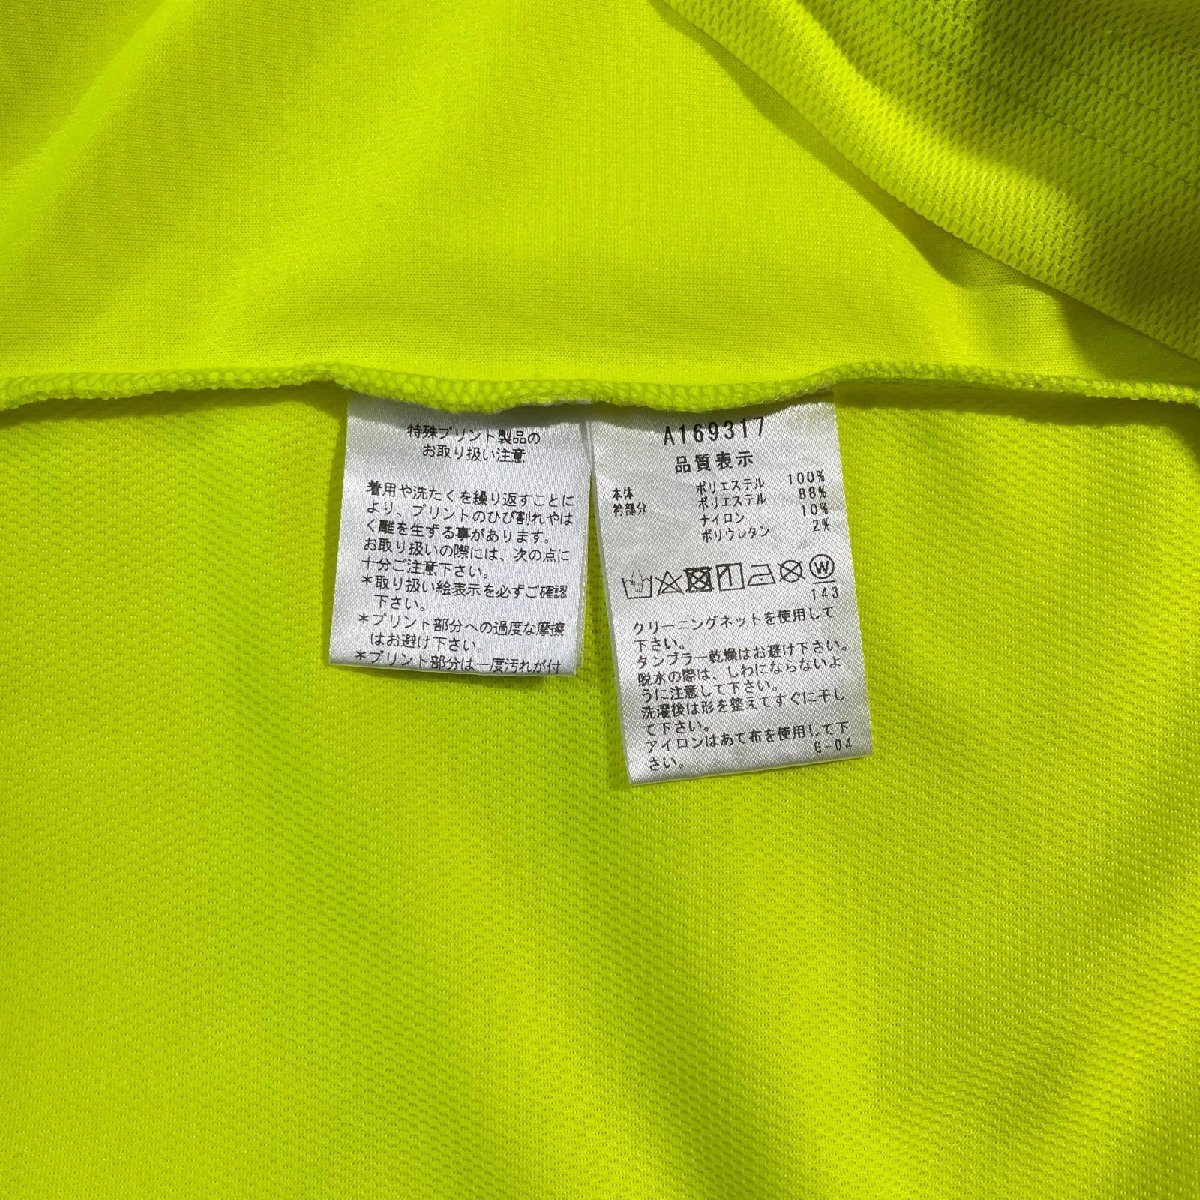 特殊プリント製品の
お取り扱い注意
着用や洗たくを繰り返すことに
より、プリントのひび割れやは
く離を生ずる事があります。
お取り扱いの際には、次の点に
十分ご注意下さい。
*取り扱い絵表示を必ずご確認
下さい。
*プリント部分への過度な摩擦
はお避け下さい
*プリント部分は一度汚れが付
A169317
品質表示
本体 ポリエステル 100%
衿部分 ポリエステル 88%
ナイロン 10%
ポリウレタン 2%
W
143
クリーニングネットを使用して
下さい。
タンブラー乾燥はお避け下さい。
脱水の際は、しわにならないよ
うに注意して下さい。
洗濯後は形を整えてすぐに干し
て下さい。
アイロンはあて布を使用して下
さい。
6-04